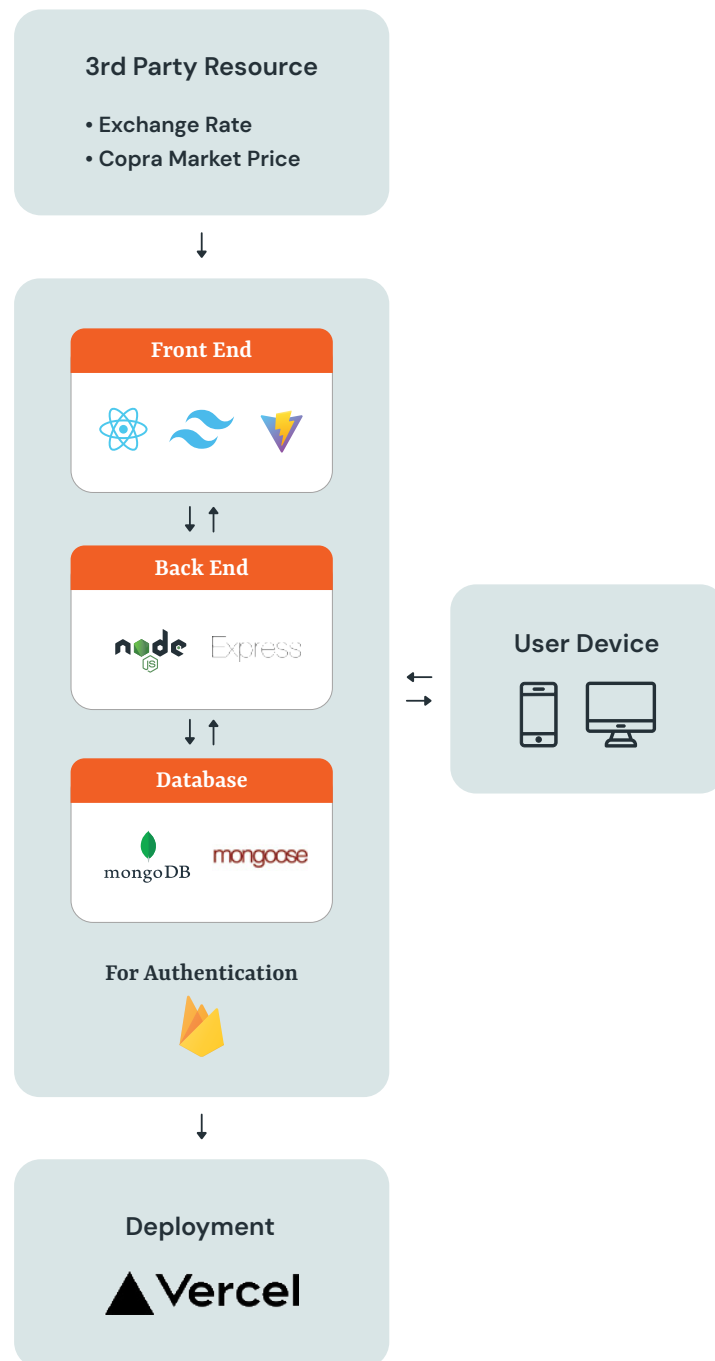 3rd Party Resource
• Exchange Rate
• Copra Market Price
Front End
Back End
node
JS
Express
User Device
Database
mongoDB
mongoose
For Authentication
Deployment
Vercel